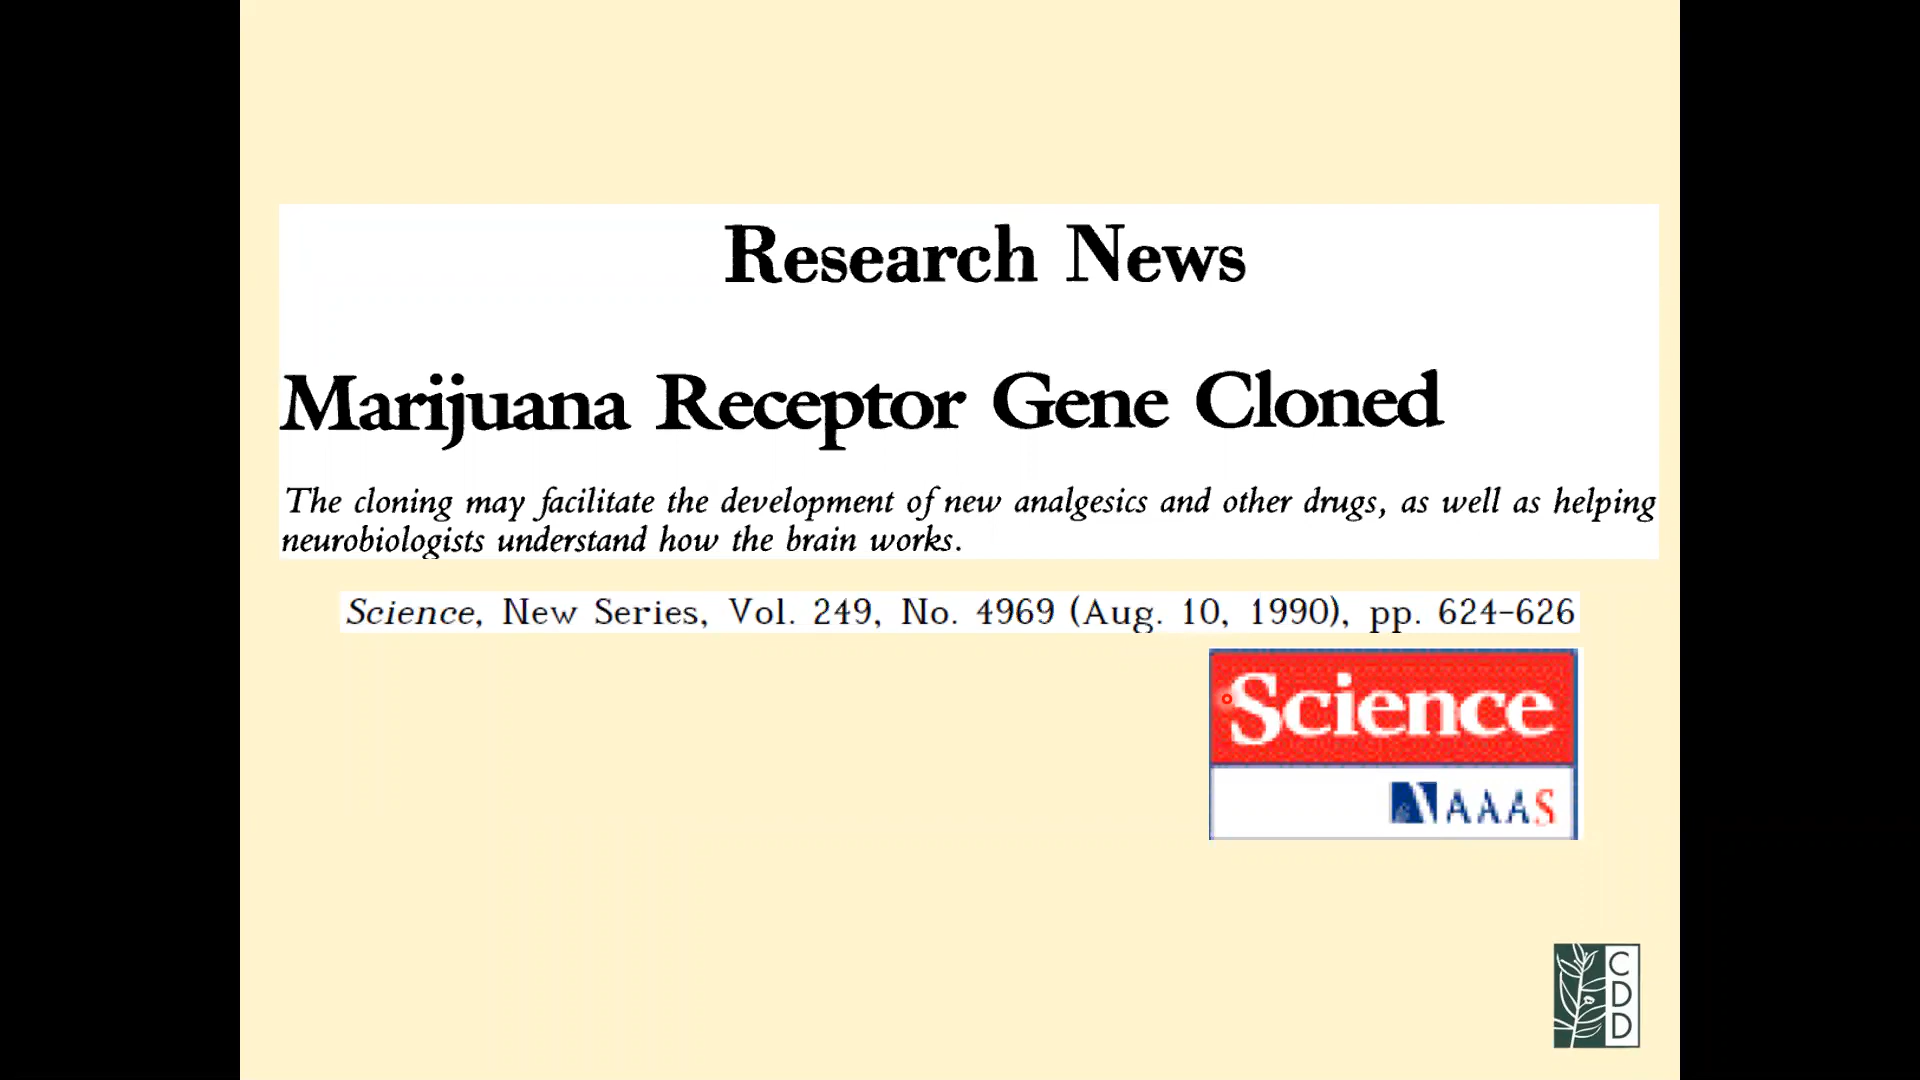 Research News
Marijuana Receptor Gene Cloned
The cloning may facilitate the development of new analgesics and other drugs, as well as helping
neurobiologists understand how the brain works.
Science, New Series, Vol. 249, No. 4969 (Aug. 10, 1990), pp. 624-626
Science
AAAS
C
D
D